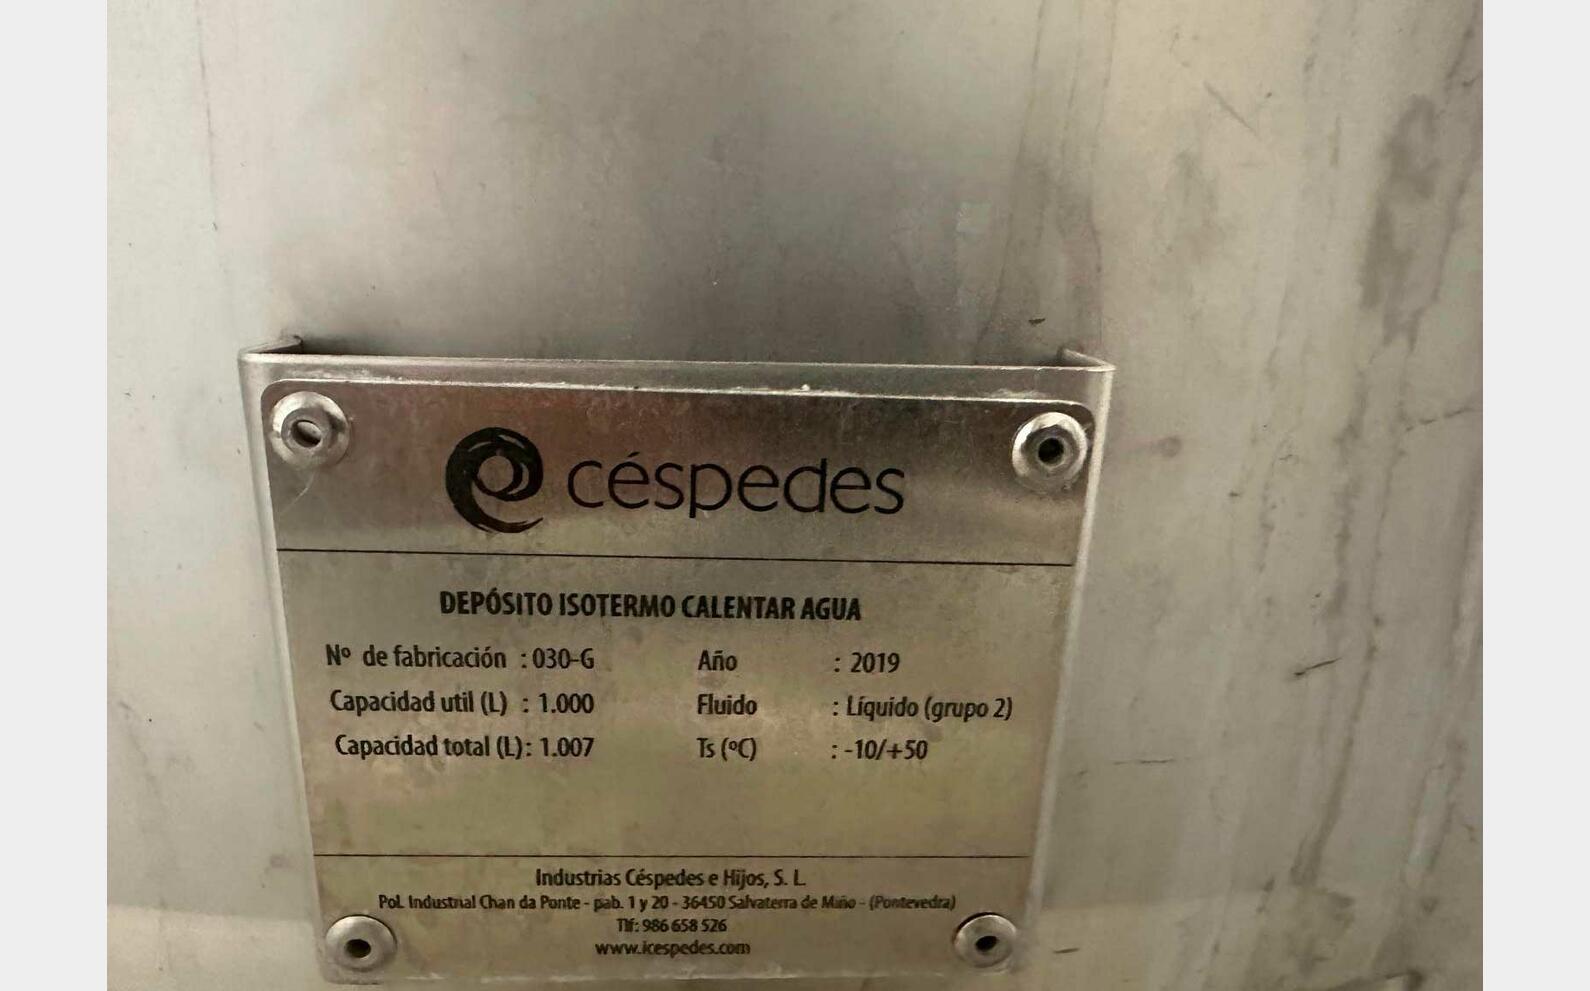 céspedes
DEPÓSITO ISOTERMO CALENTAR AGUA
Nº de fabricación : 030-G Año : 2019
Capacidad util (L) : 1.000 Fluido : Líquido (grupo 2)
Capacidad total (L): 1.007 Ts (ºC) : -10/+50
Industrias Céspedes e Hijos, S. L.
Pol. Industrial Chan da Ponte - pab. 1 y 20 - 36450 Salvaterra de Miño - (Pontevedra)
Tlf: 986 658 526
www.icespedes.com